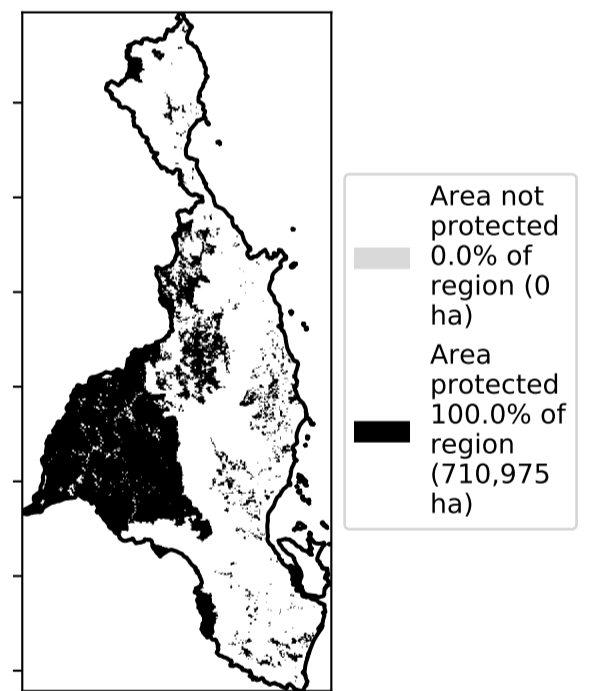 Area not
protected
0.0% of
region (0
ha)
Area
protected
100.0% of
region
(710,975
ha)